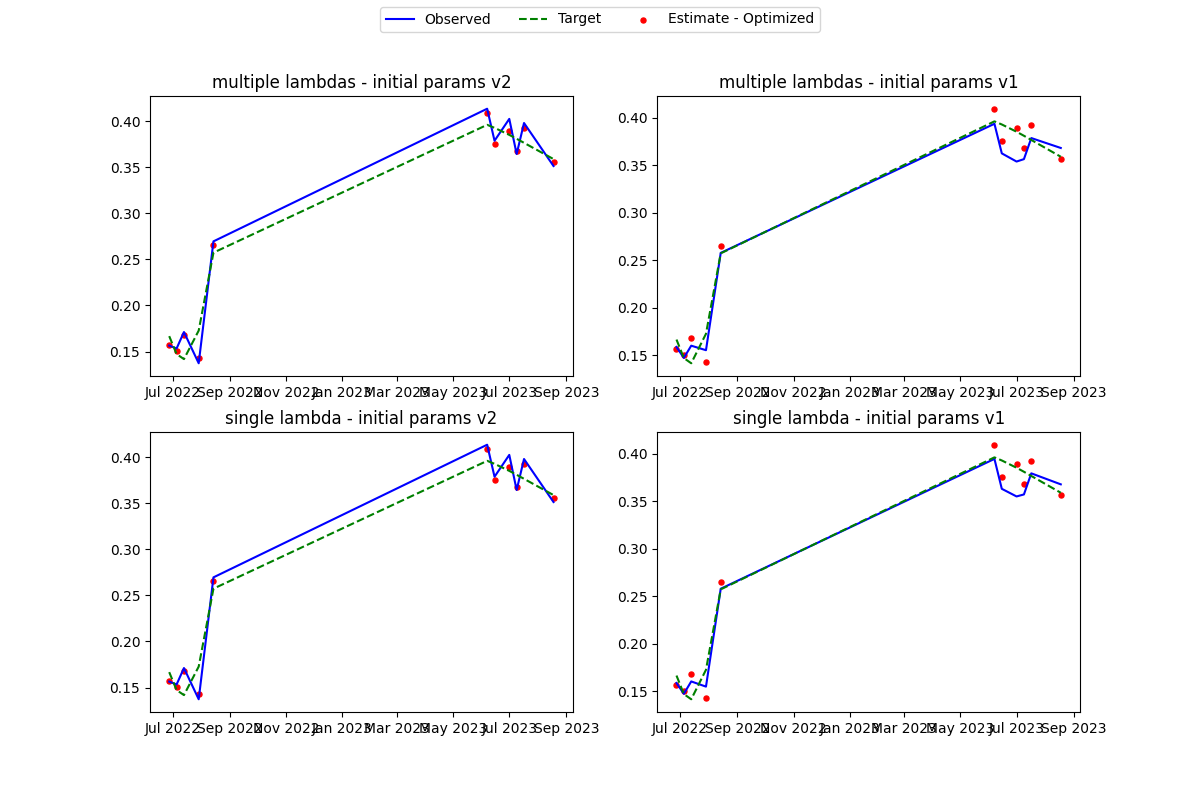 Observed Target Estimate - Optimized
multiple lambdas - initial params v2
0.40
0.35
0.30
0.25
0.20
0.15
Jul 2022 Sep 2022 Nov 2022 Jan 2023 Mar 2023 May 2023 Jul 2023 Sep 2023
multiple lambdas - initial params v1
0.40
0.35
0.30
0.25
0.20
0.15
Jul 2022 Sep 2022 Nov 2022 Jan 2023 Mar 2023 May 2023 Jul 2023 Sep 2023
single lambda - initial params v2
0.40
0.35
0.30
0.25
0.20
0.15
Jul 2022 Sep 2022 Nov 2022 Jan 2023 Mar 2023 May 2023 Jul 2023 Sep 2023
single lambda - initial params v1
0.40
0.35
0.30
0.25
0.20
0.15
Jul 2022 Sep 2022 Nov 2022 Jan 2023 Mar 2023 May 2023 Jul 2023 Sep 2023